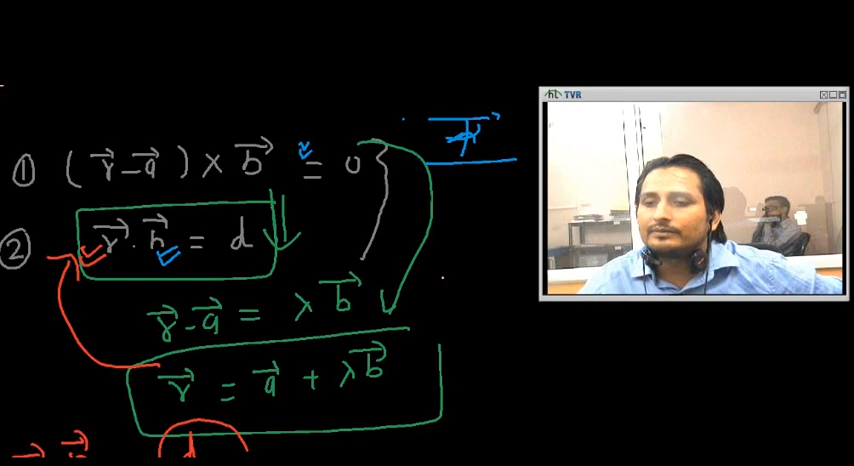 ① (r⃗ - a⃗) × b⃗ = 0
② r⃗ . n⃗ = d
r⃗ - a⃗ = λ b⃗
r⃗ = a⃗ + λ b⃗
d
TVR